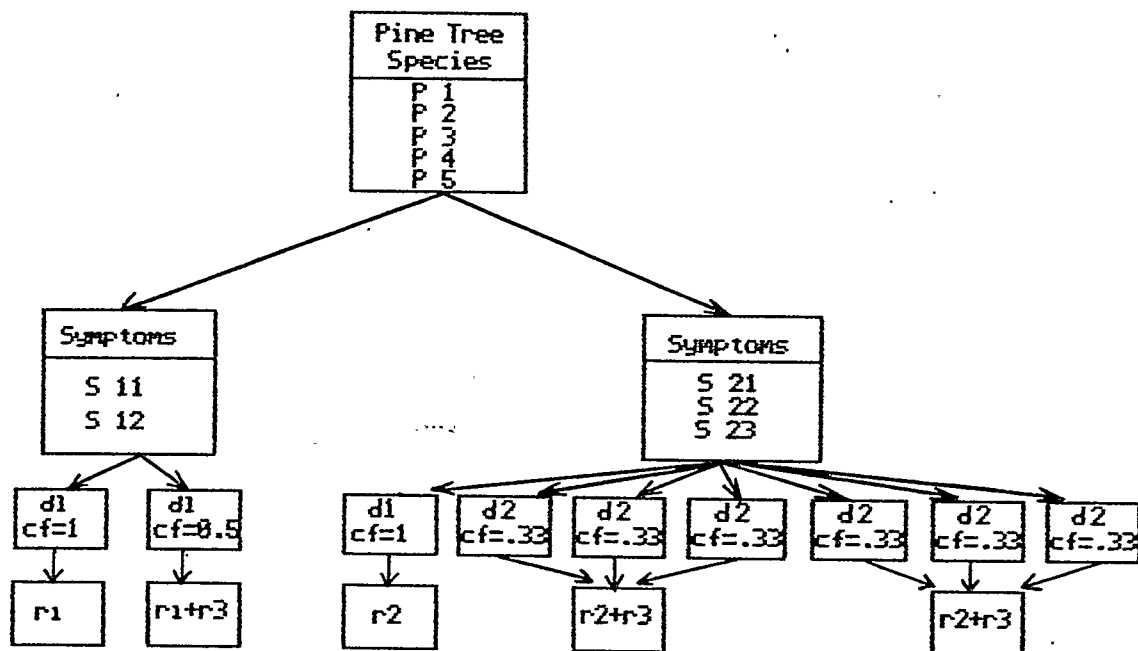 Pine Tree
Species
P 1
P 2
P 3
P 4
P 5
Symptoms
S 11
S 12
Symptoms
S 21
S 22
S 23
d1
cf=1
d1
cf=0.5
d1
cf=1
d2
cf=.33
d2
cf=.33
d2
cf=.33
d2
cf=.33
d2
cf=.33
d2
cf=.33
r1
r1+r3
r2
r2+r3
r2+r3